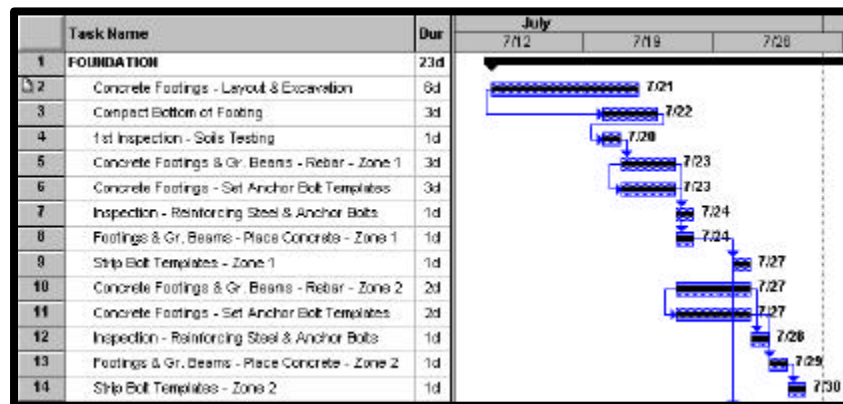 Task Name Dur July
7/12 7/19 7/26
1 FOUNDATION 23d
2 Concrete Footings - Layout & Excavation 6d 7/21
3 Compact Bottom of Footing 3d 7/22
4 1st Inspection - Soils Testing 1d 7/20
5 Concrete Footings & Gr. Beams - Rebar - Zone 1 3d 7/23
6 Concrete Footings - Set Anchor Bolt Templates 3d 7/23
7 Inspection - Reinforcing Steel & Anchor Bolts 1d 7/24
8 Footings & Gr. Beams - Place Concrete - Zone 1 1d 7/24
9 Strip Bolt Templates - Zone 1 1d 7/27
10 Concrete Footings & Gr. Beams - Rebar - Zone 2 2d 7/27
11 Concrete Footings - Set Anchor Bolt Templates 2d 7/27
12 Inspection - Reinforcing Steel & Anchor Bolts 1d 7/28
13 Footings & Gr. Beams - Place Concrete - Zone 2 1d 7/29
14 Strip Bolt Templates - Zone 2 1d 7/30